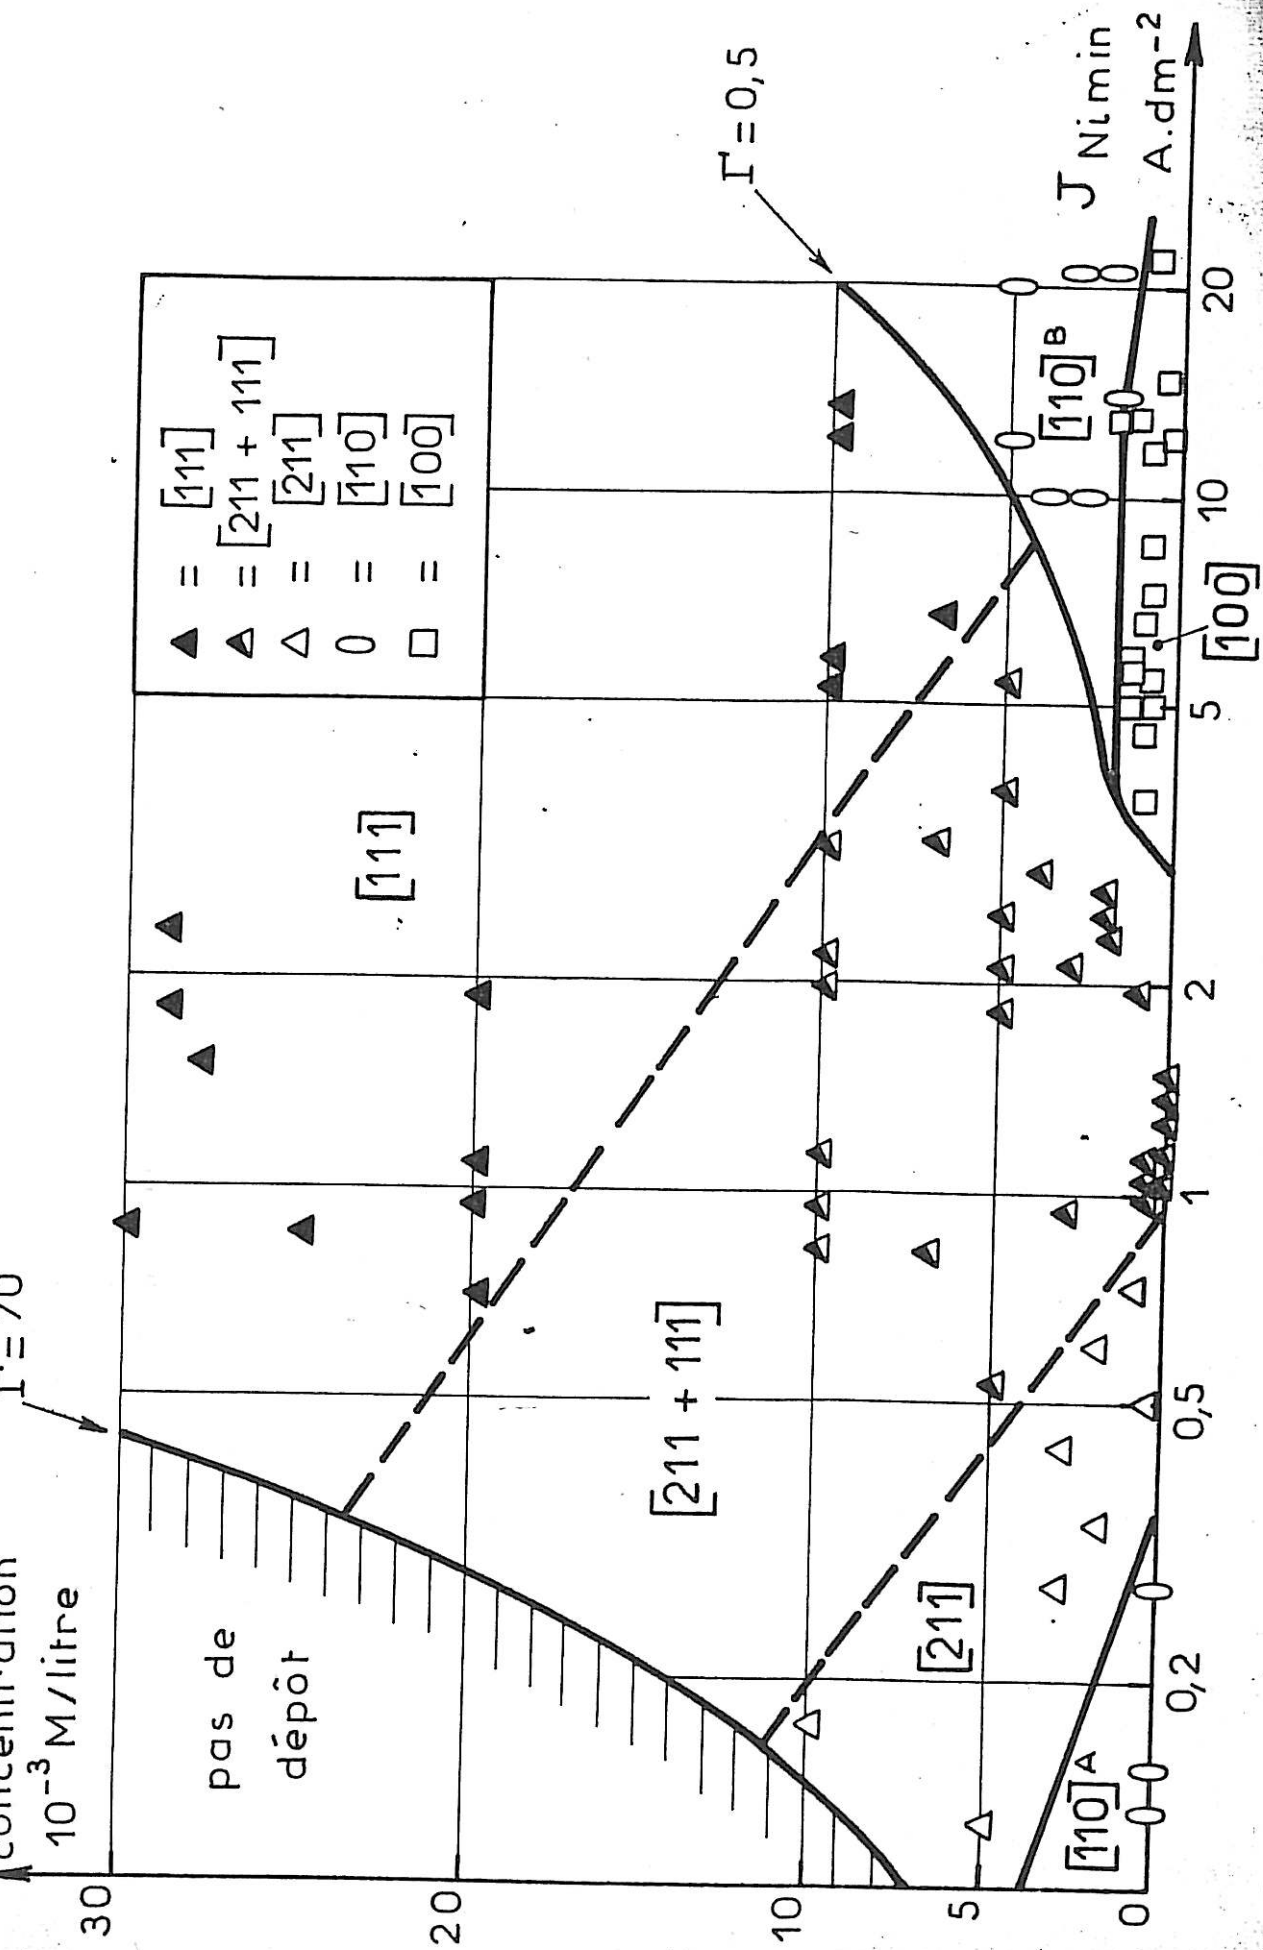 concentration
10⁻³ M/litre
Γ = 70
Γ = 0,5
▲ = [111]
◭ = [211 + 111]
△ = [211]
0 = [110]
□ = [100]
pas de
dépôt
[111]
[211 + 111]
[211]
[110]A
[110]B
[100]
J Ni min
A.dm⁻²
30
20
10
5
0
0,2
0,5
1
2
5
10
20